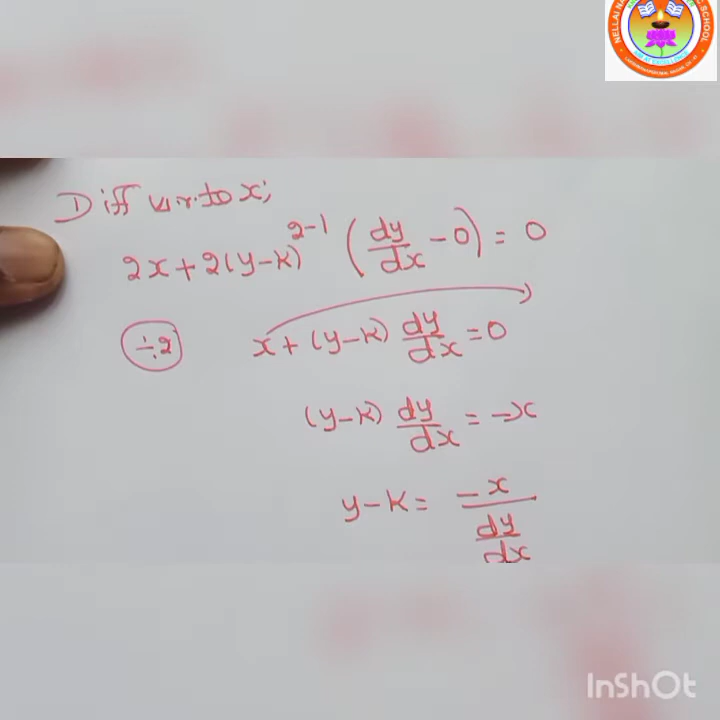 SCHOOL
Diff w.r.to x;
2x+2(y-k)^{2-1} (dy/dx - 0) = 0
÷2 x+(y-k) dy/dx = 0
(y-k) dy/dx = -x
y-k = -x/(dy/dx)
InShOt